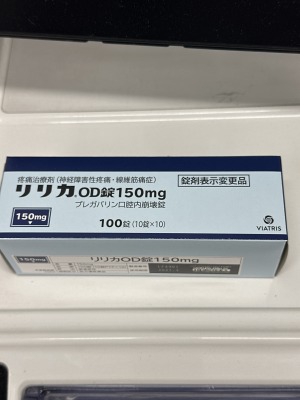 疼痛治療剤(神経障害性疼痛・線維筋痛症)
錠剤表示変更品
リリカOD錠150mg
プレガバリン口腔内崩壊錠
150mg
100錠(10錠×10)
VIATRIS
150mg
リリカOD錠150mg